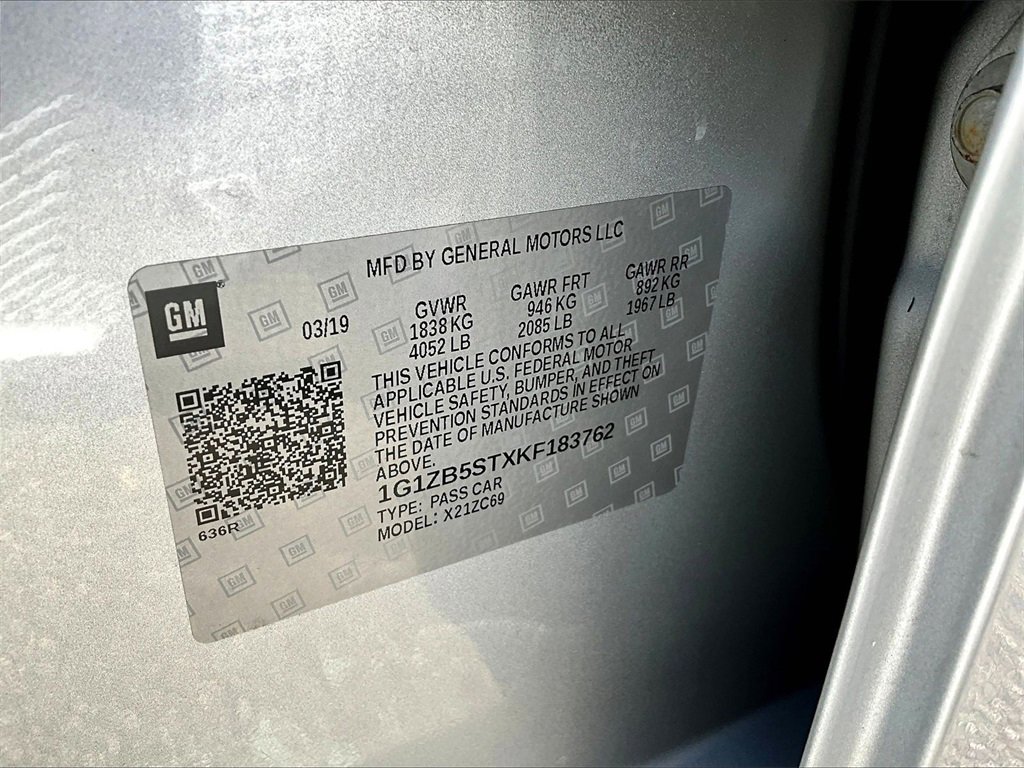 MFD BY GENERAL MOTORS LLC
GM
03/19
GVWR
1838 KG
4052 LB
GAWR FRT
946 KG
2085 LB
GAWR RR
892 KG
1967 LB
THIS VEHICLE CONFORMS TO ALL
APPLICABLE U.S. FEDERAL MOTOR
VEHICLE SAFETY, BUMPER, AND THEFT
PREVENTION STANDARDS IN EFFECT ON
THE DATE OF MANUFACTURE SHOWN
ABOVE.
1G1ZB5STXKF183762
TYPE: PASS CAR
MODEL: X21ZC69
636R